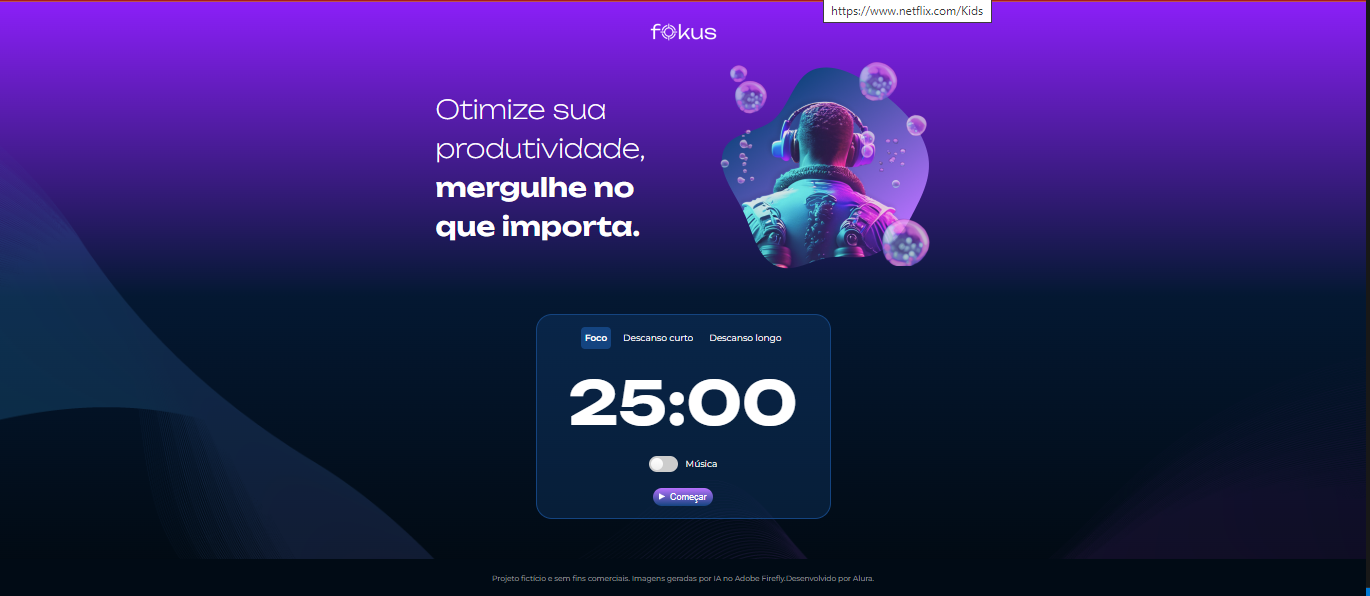 https://www.netflix.com/Kids
fokus
Otimize sua
produtividade,
mergulhe no
que importa.
Foco Descanso curto Descanso longo
25:00
Música
Começar
Projeto fictício e sem fins comerciais. Imagens geradas por IA no Adobe Firefly.Desenvolvido por Alura.